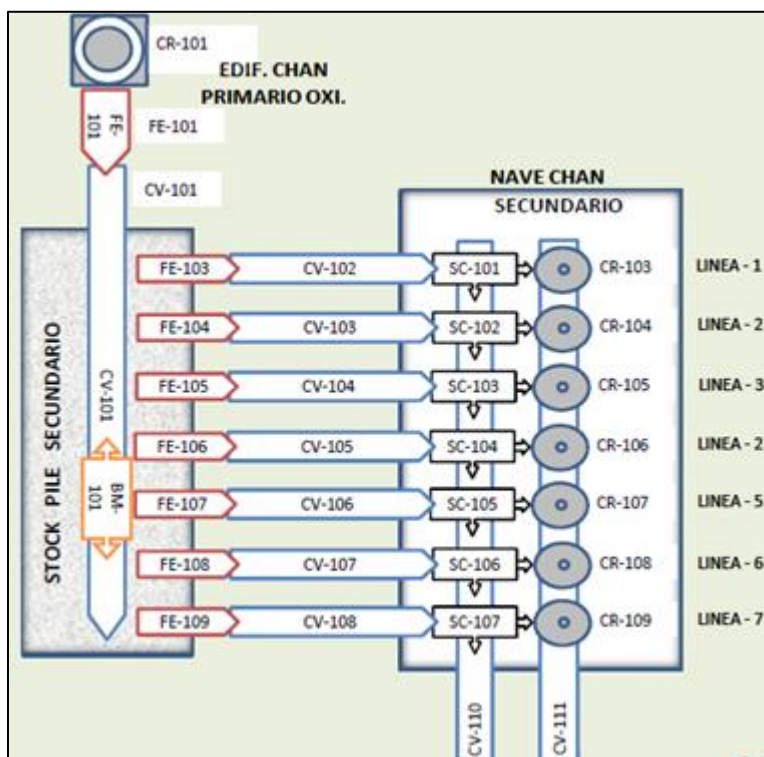 CR-101
EDIF. CHAN
PRIMARIO OXI.
FE-
101
FE-101
CV-101
NAVE CHAN
SECUNDARIO
STOCK PILE SECUNDARIO
CV-101
BM-
101
FE-103
CV-102
SC-101
CR-103
LINEA - 1
FE-104
CV-103
SC-102
CR-104
LINEA - 2
FE-105
CV-104
SC-103
CR-105
LINEA - 3
FE-106
CV-105
SC-104
CR-106
LINEA - 2
FE-107
CV-106
SC-105
CR-107
LINEA - 5
FE-108
CV-107
SC-106
CR-108
LINEA - 6
FE-109
CV-108
SC-107
CR-109
LINEA - 7
CV-110
CV-111